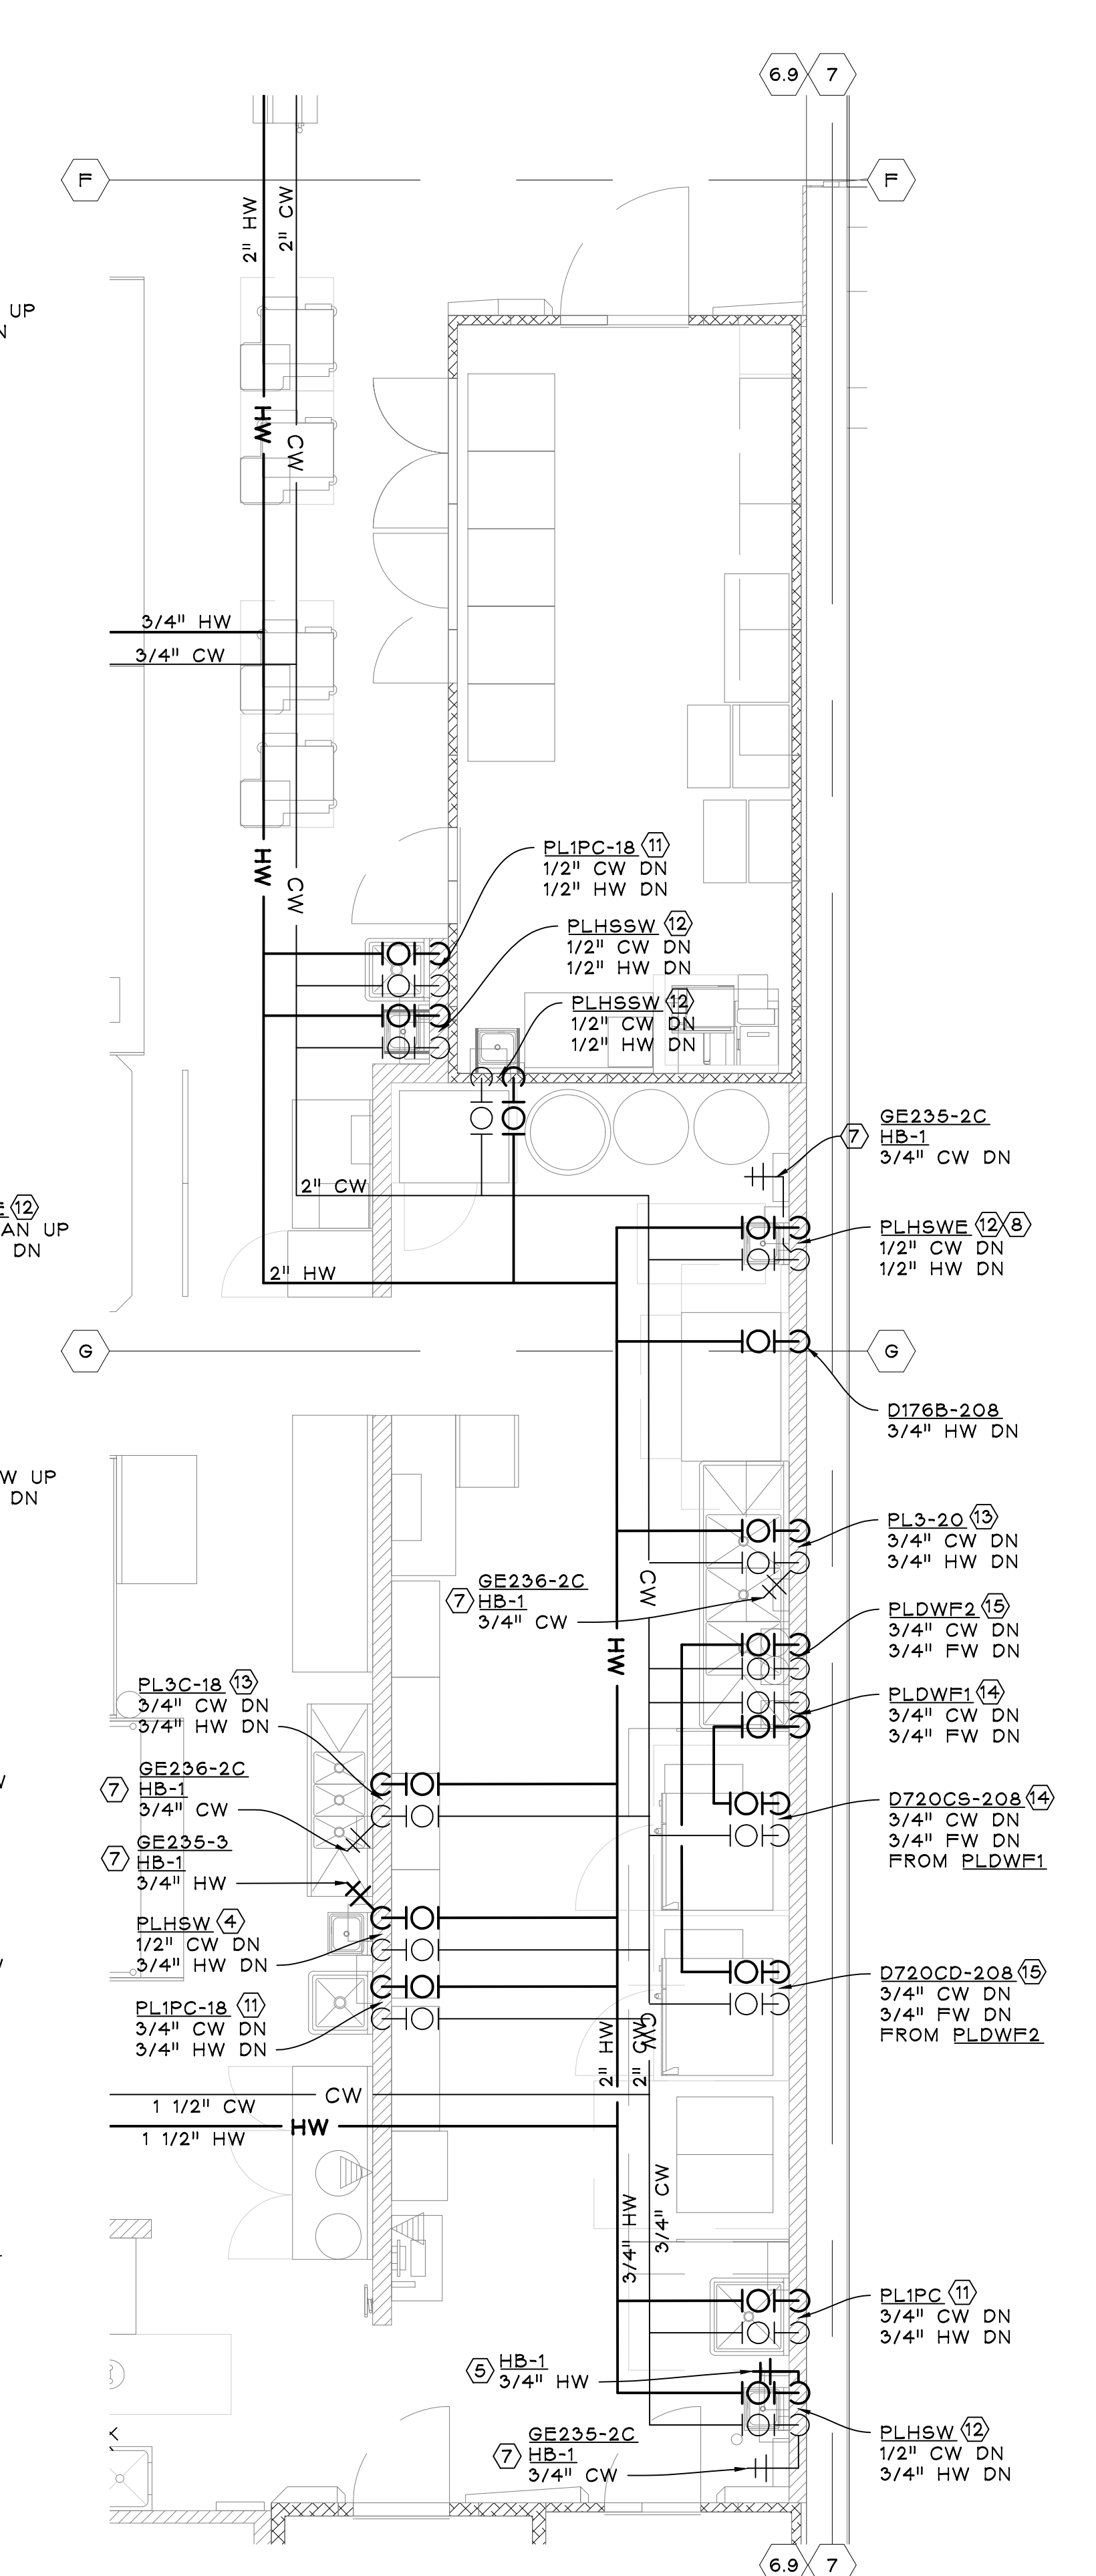 6.9 7
F
F
2" HW
2" CW
UP
N
HW
CW
3/4" HW
3/4" CW
HW
CW
PL1PC-18 11
1/2" CW DN
1/2" HW DN
PLHSSW 12
1/2" CW DN
1/2" HW DN
PLHSSW 12
1/2" CW DN
1/2" HW DN
GE235-2C
7 HB-1
3/4" CW DN
2" CW
E 12
AN UP
DN
PLHSWE 12 8
1/2" CW DN
1/2" HW DN
2" HW
G
G
D176B-208
3/4" HW DN
W UP
DN
PL3-20 13
3/4" CW DN
3/4" HW DN
CW
GE236-2C
7 HB-1
3/4" CW
PLDWF2 15
3/4" CW DN
3/4" FW DN
HW
PL3C-18 13
3/4" CW DN
3/4" HW DN
PLDWF1 14
3/4" CW DN
3/4" FW DN
GE236-2C
7 HB-1
3/4" CW
W
D720CS-208 14
3/4" CW DN
3/4" FW DN
FROM PLDWF1
GE235-3
7 HB-1
3/4" HW
PLHSW 4
1/2" CW DN
3/4" HW DN
W
D720CD-208 15
3/4" CW DN
3/4" FW DN
FROM PLDWF2
PL1PC-18 11
3/4" CW DN
3/4" HW DN
CW
2" HW
2" CW
CW
1 1/2" CW
HW
1 1/2" HW
3/4" HW
3/4" CW
PL1PC 11
3/4" CW DN
3/4" HW DN
5 HB-1
3/4" HW
GE235-2C
7 HB-1
3/4" CW
PLHSW 12
1/2" CW DN
3/4" HW DN
6.9 7